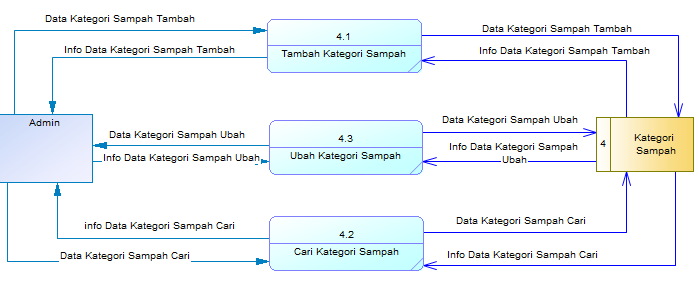 Data Kategori Sampah Tambah
4.1
Data Kategori Sampah Tambah
Info Data Kategori Sampah Tambah
Tambah Kategori Sampah
Info Data Kategori Sampah Tambah
Admin
Data Kategori Sampah Ubah
4.3
Data Kategori Sampah Ubah
Info Data Kategori Sampah Ubah
Ubah Kategori Sampah
Info Data Kategori Sampah
Ubah
4
Kategori
Sampah
info Data Kategori Sampah Cari
4.2
Data Kategori Sampah Cari
Data Kategori Sampah Cari
Cari Kategori Sampah
Info Data Kategori Sampah Cari